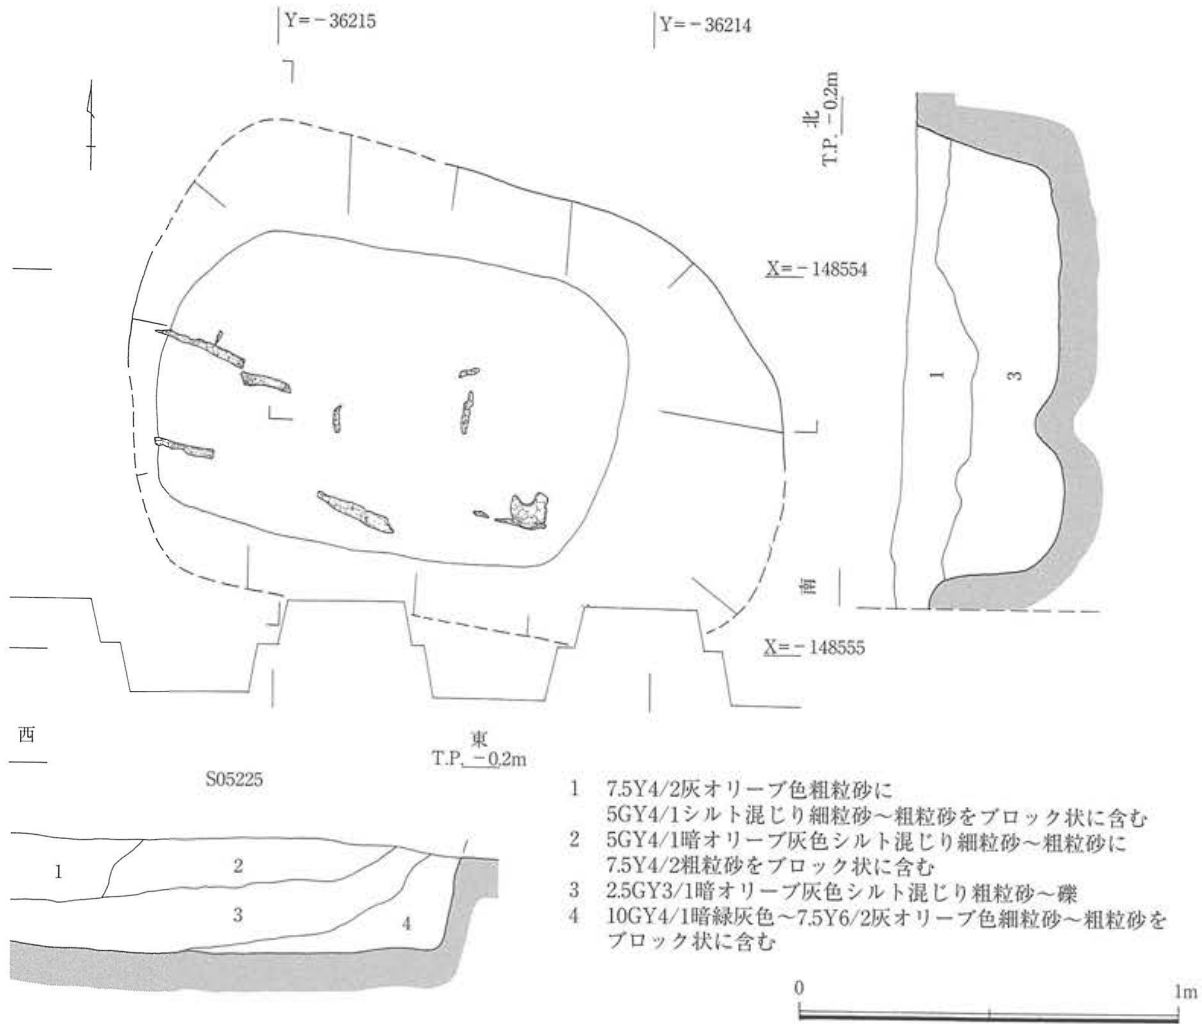 Y=-36215
Y=-36214
北
T.P. -0.2m
X=-148554
1
3
南
X=-148555
西
東
T.P. -0.2m
S05225
1
2
3
4
1 7.5Y4/2灰オリーブ色粗粒砂に
5GY4/1シルト混じり細粒砂～粗粒砂をブロック状に含む
2 5GY4/1暗オリーブ灰色シルト混じり細粒砂～粗粒砂に
7.5Y4/2粗粒砂をブロック状に含む
3 2.5GY3/1暗オリーブ灰色シルト混じり粗粒砂～礫
4 10GY4/1暗緑灰色～7.5Y6/2灰オリーブ色細粒砂～粗粒砂を
ブロック状に含む
0 1m